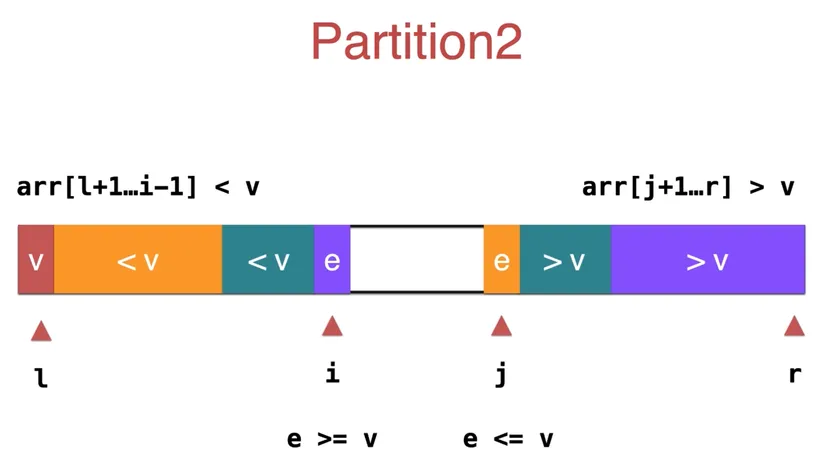 Partition2
arr[l+1…i-1] < v
arr[j+1…r] > v
v
< v
< v
e
e
> v
> v
l
i
j
r
e >= v
e <= v